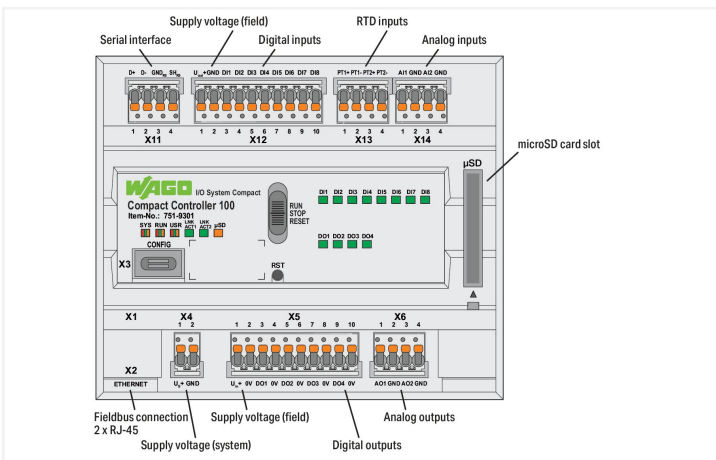 Supply voltage (field)
RTD inputs
Serial interface
Digital inputs
Analog inputs
D+ D- GND SH
U +GND DI1 DI2 DI3 DI4 DI5 DI6 DI7 DI8
PT1+ PT1- PT2+ PT2-
AI1 GND AI2 GND
1 2 3 4
1 2 3 4 5 6 7 8 9 10
1 2 3 4
1 2 3 4
X11
X12
X13
X14
microSD card slot
µSD
WAGO
I/O System Compact
Compact Controller 100
Item-No.: 751-9301
SYS RUN USR LNK ACT1 LNK ACT2 µSD
RUN
STOP
RESET
DI1 DI2 DI3 Di4 DI5 DI6 DI7 DI8
DO1 DO2 DO3 DO4
CONFIG
X3
RST
X1
X4
X5
X6
1 2
1 2 3 4 5 6 7 8 9 10
1 2 3 4
X2
ETHERNET
U + GND
U + 0V DO1 0V DO2 0V DO3 0V DO4 0V
AO1 GND AO2 GND
Fieldbus connection
2 x RJ-45
Supply voltage (field)
Analog outputs
Supply voltage (system)
Digital outputs